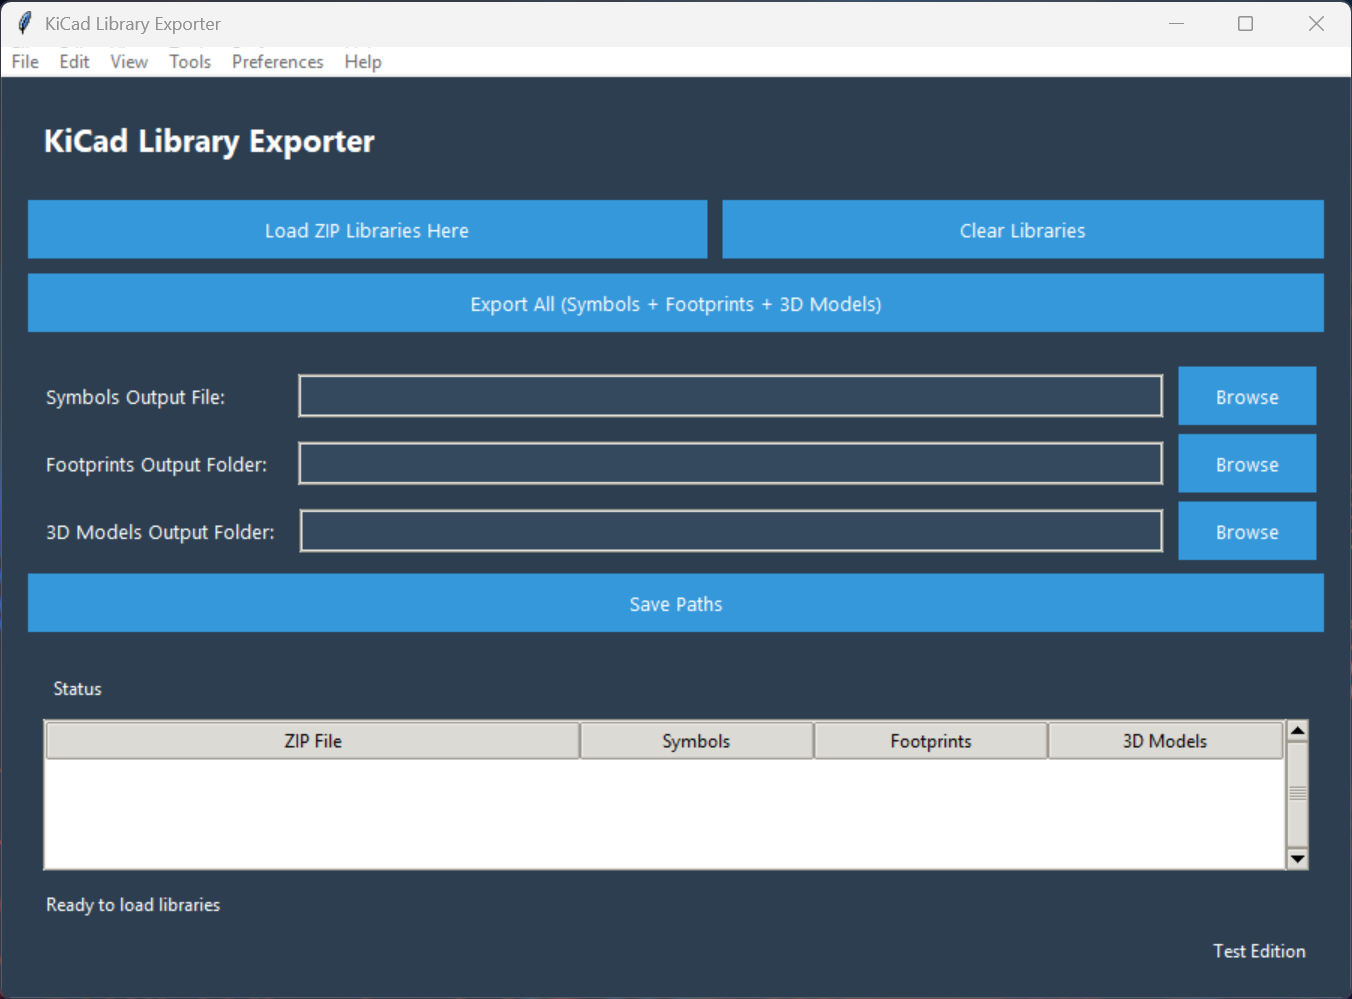 KiCad Library Exporter
File Edit View Tools Preferences Help
KiCad Library Exporter
Load ZIP Libraries Here
Clear Libraries
Export All (Symbols + Footprints + 3D Models)
Symbols Output File:
Browse
Footprints Output Folder:
Browse
3D Models Output Folder:
Browse
Save Paths
Status
ZIP File Symbols Footprints 3D Models
Ready to load libraries
Test Edition